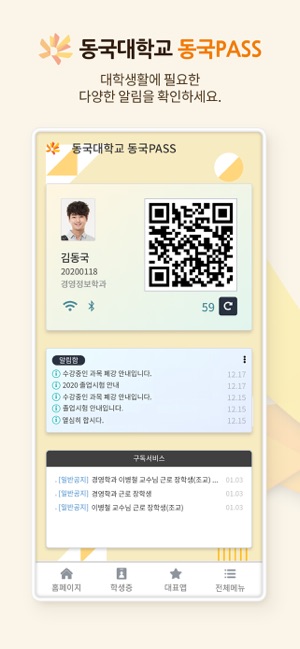 동국대학교 동국PASS
대학생활에 필요한
다양한 알림을 확인하세요.
동국대학교 동국PASS
김동국
20200118
경영정보학과
59
알림함
수강중인 과목 폐강 안내입니다. 12.17
2020 졸업시험 안내 12.17
수강중인 과목 폐강 안내입니다. 12.15
졸업시험 안내입니다. 12.15
열심히 합시다. 12.15
구독서비스
. [일반공지] 경영학과 이병철 교수님 근로 장학생(조교) ... 01.03
. [일반공지] 경영학과 근로 장학생 01.03
. [일반공지] 이병철 교수님 근로 장학생(조교) 01.03
홈페이지 학생증 대표앱 전체메뉴